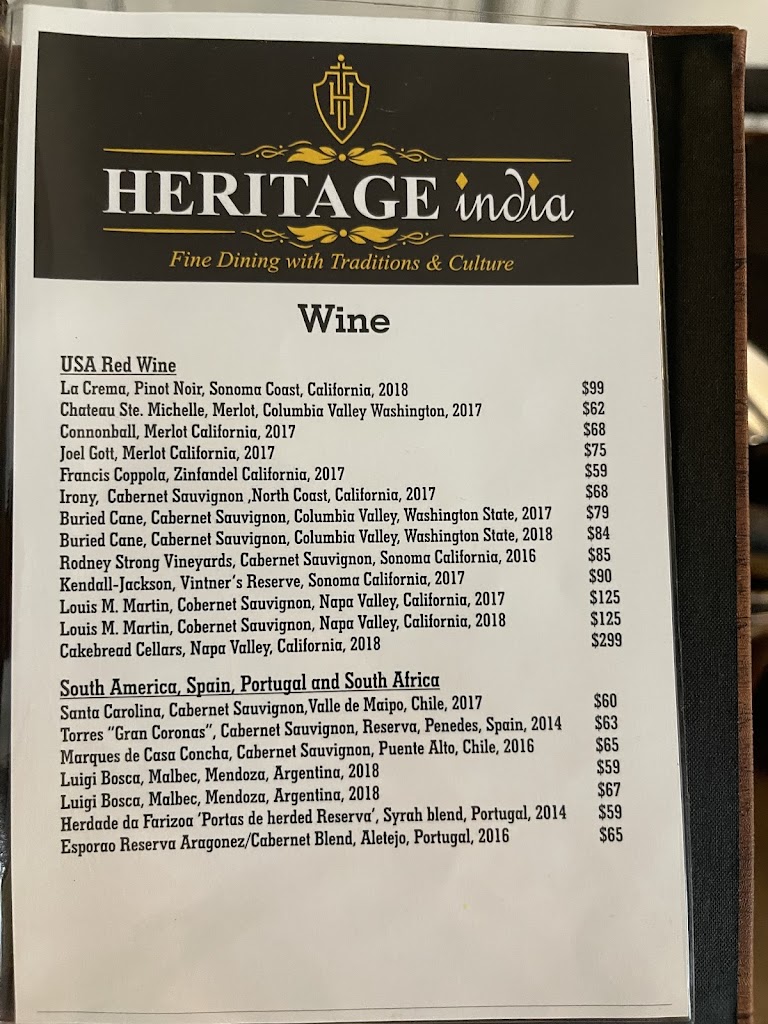 HERITAGE india
Fine Dining with Traditions & Culture
Wine
USA Red Wine
La Crema, Pinot Noir, Sonoma Coast, California, 2018 $99
Chateau Ste. Michelle, Merlot, Columbia Valley Washington, 2017 $62
Connonball, Merlot California, 2017 $68
Joel Gott, Merlot California, 2017 $75
Francis Coppola, Zinfandel California, 2017 $59
Irony, Cabernet Sauvignon ,North Coast, California, 2017 $68
Buried Cane, Cabernet Sauvignon, Columbia Valley, Washington State, 2017 $79
Buried Cane, Cabernet Sauvignon, Columbia Valley, Washington State, 2018 $84
Rodney Strong Vineyards, Cabernet Sauvignon, Sonoma California, 2016 $85
Kendall-Jackson, Vintner's Reserve, Sonoma California, 2017 $90
Louis M. Martin, Cobernet Sauvignon, Napa Valley, California, 2017 $125
Louis M. Martin, Cobernet Sauvignon, Napa Valley, California, 2018 $125
Cakebread Cellars, Napa Valley, California, 2018 $299
South America, Spain, Portugal and South Africa
Santa Carolina, Cabernet Sauvignon,Valle de Maipo, Chile, 2017 $60
Torres "Gran Coronas", Cabernet Sauvignon, Reserva, Penedes, Spain, 2014 $63
Marques de Casa Concha, Cabernet Sauvignon, Puente Alto, Chile, 2016 $65
Luigi Bosca, Malbec, Mendoza, Argentina, 2018 $59
Luigi Bosca, Malbec, Mendoza, Argentina, 2018 $67
Herdade da Farizoa 'Portas de herded Reserva', Syrah blend, Portugal, 2014 $59
Esporao Reserva Aragonez/Cabernet Blend, Aletejo, Portugal, 2016 $65